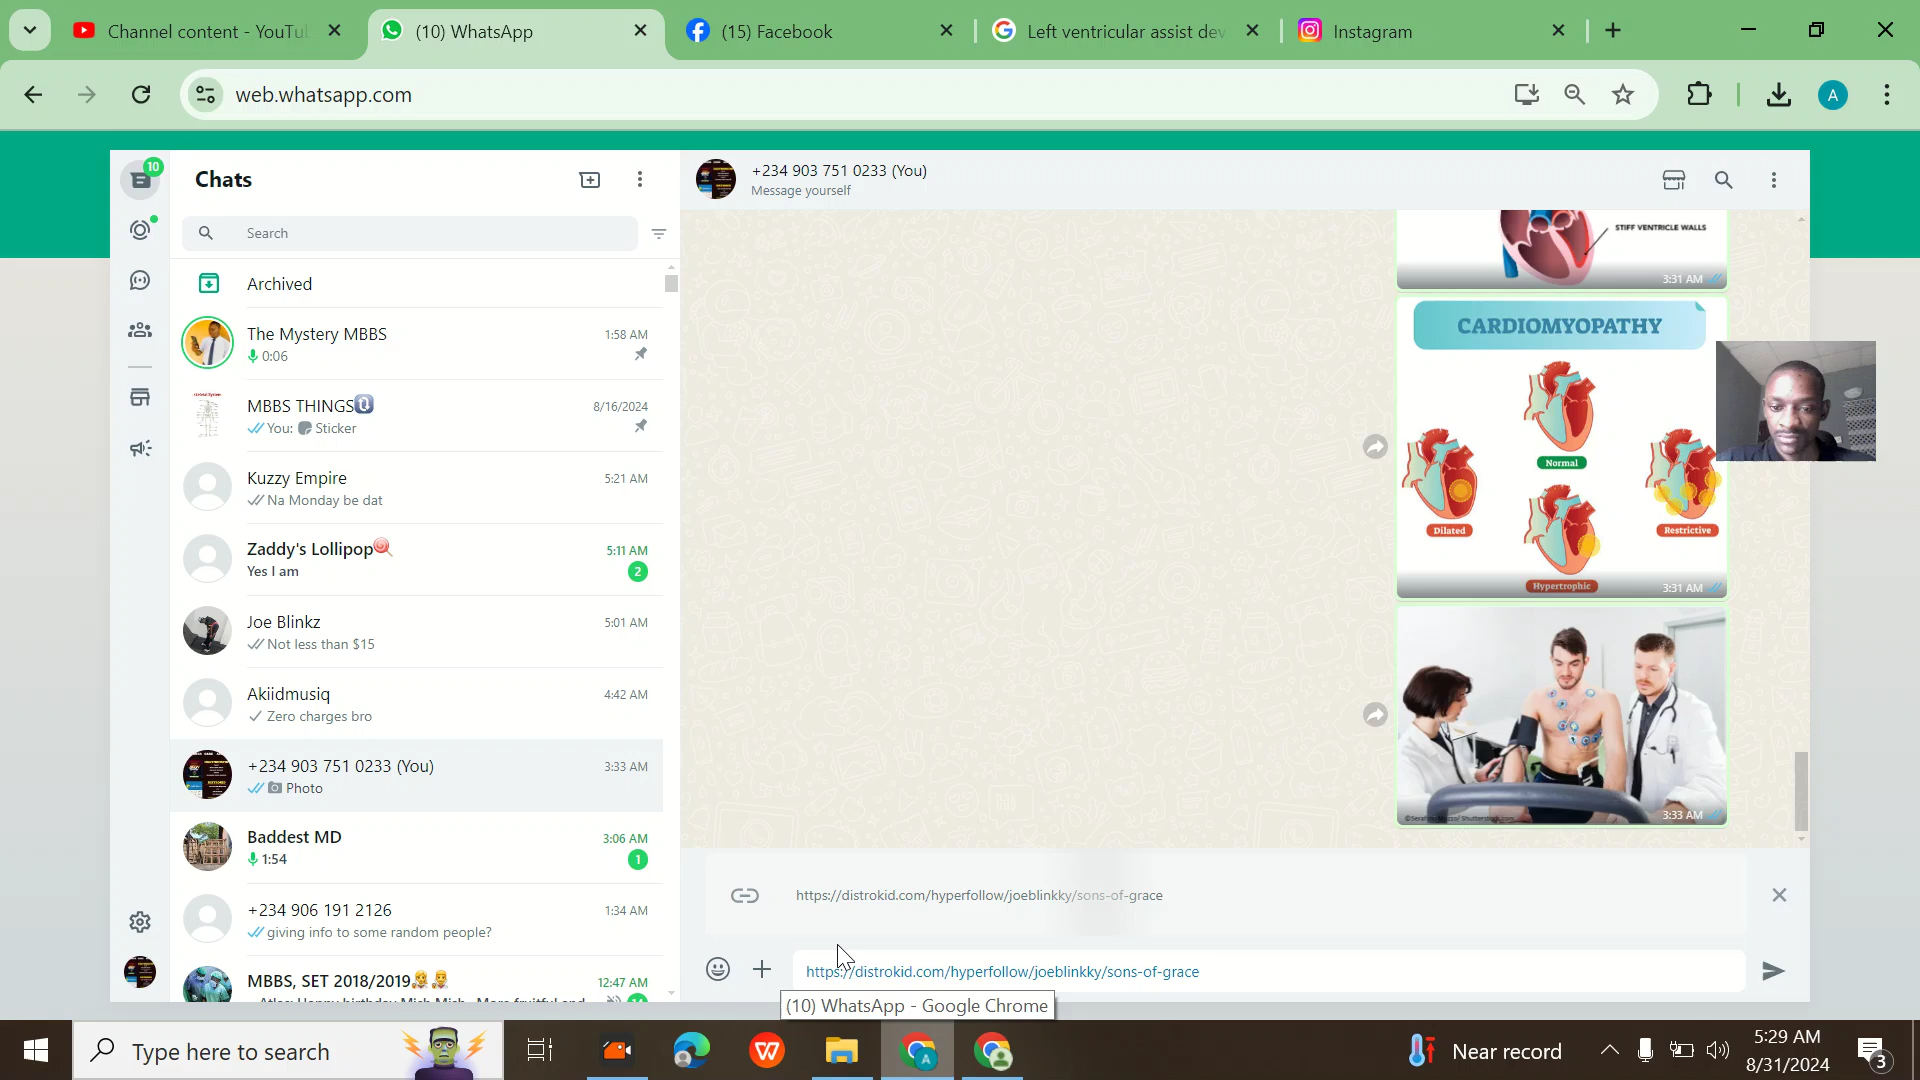 Channel content - YouTu
(10) WhatsApp
(15) Facebook
Left ventricular assist dev
Instagram
web.whatsapp.com
A
10
Chats
Search
Archived
The Mystery MBBS
1:58 AM
0:06
MBBS THINGS
8/16/2024
You: Sticker
Kuzzy Empire
5:21 AM
Na Monday be dat
Zaddy's Lollipop🍭
5:11 AM
Yes I am
2
Joe Blinkz
5:01 AM
Not less than $15
Akiidmusiq
4:42 AM
Zero charges bro
+234 903 751 0233 (You)
3:33 AM
Photo
Baddest MD
3:06 AM
1:54
1
+234 906 191 2126
1:34 AM
giving info to some random people?
MBBS, SET 2018/2019
12:47 AM
+234 903 751 0233 (You)
Message yourself
STIFF VENTRICLE WALLS
3:31 AM
CARDIOMYOPATHY
Normal
Dilated
Restrictive
Hypertrophic
3:31 AM
3:33 AM
https://distrokid.com/hyperfollow/joeblinkky/sons-of-grace
https://distrokid.com/hyperfollow/joeblinkky/sons-of-grace
(10) WhatsApp - Google Chrome
Type here to search
Near record
5:29 AM
8/31/2024
3